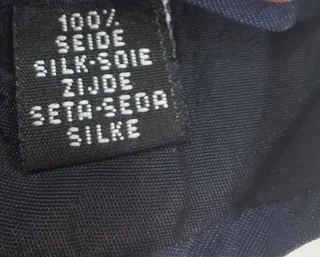 100%
SEIDE
SILK-SOIE
ZIJDE
SETA-SEDA
SILKE